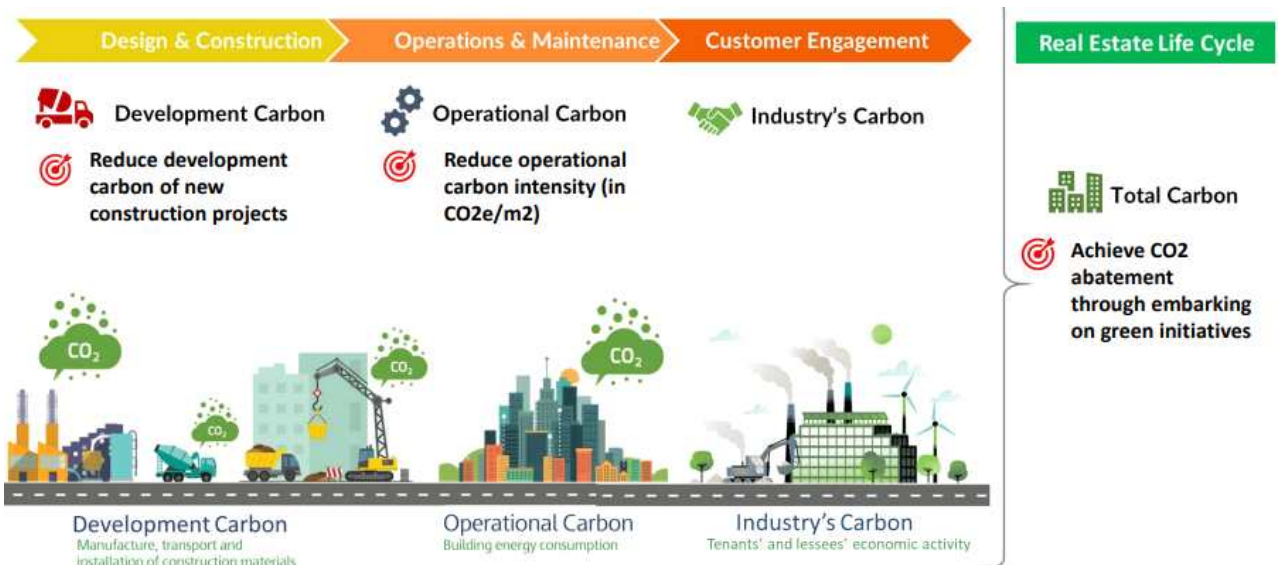 Design & Construction
Operations & Maintenance
Customer Engagement
Real Estate Life Cycle
Development Carbon
Reduce development
carbon of new
construction projects
Operational Carbon
Reduce operational
carbon intensity (in
CO2e/m2)
Industry's Carbon
Total Carbon
Achieve CO2
abatement
through embarking
on green initiatives
CO₂
CO₂
CO₂
CO₂
Development Carbon
Manufacture, transport and
installation of construction materials
Operational Carbon
Building energy consumption
Industry's Carbon
Tenants' and lessees' economic activity